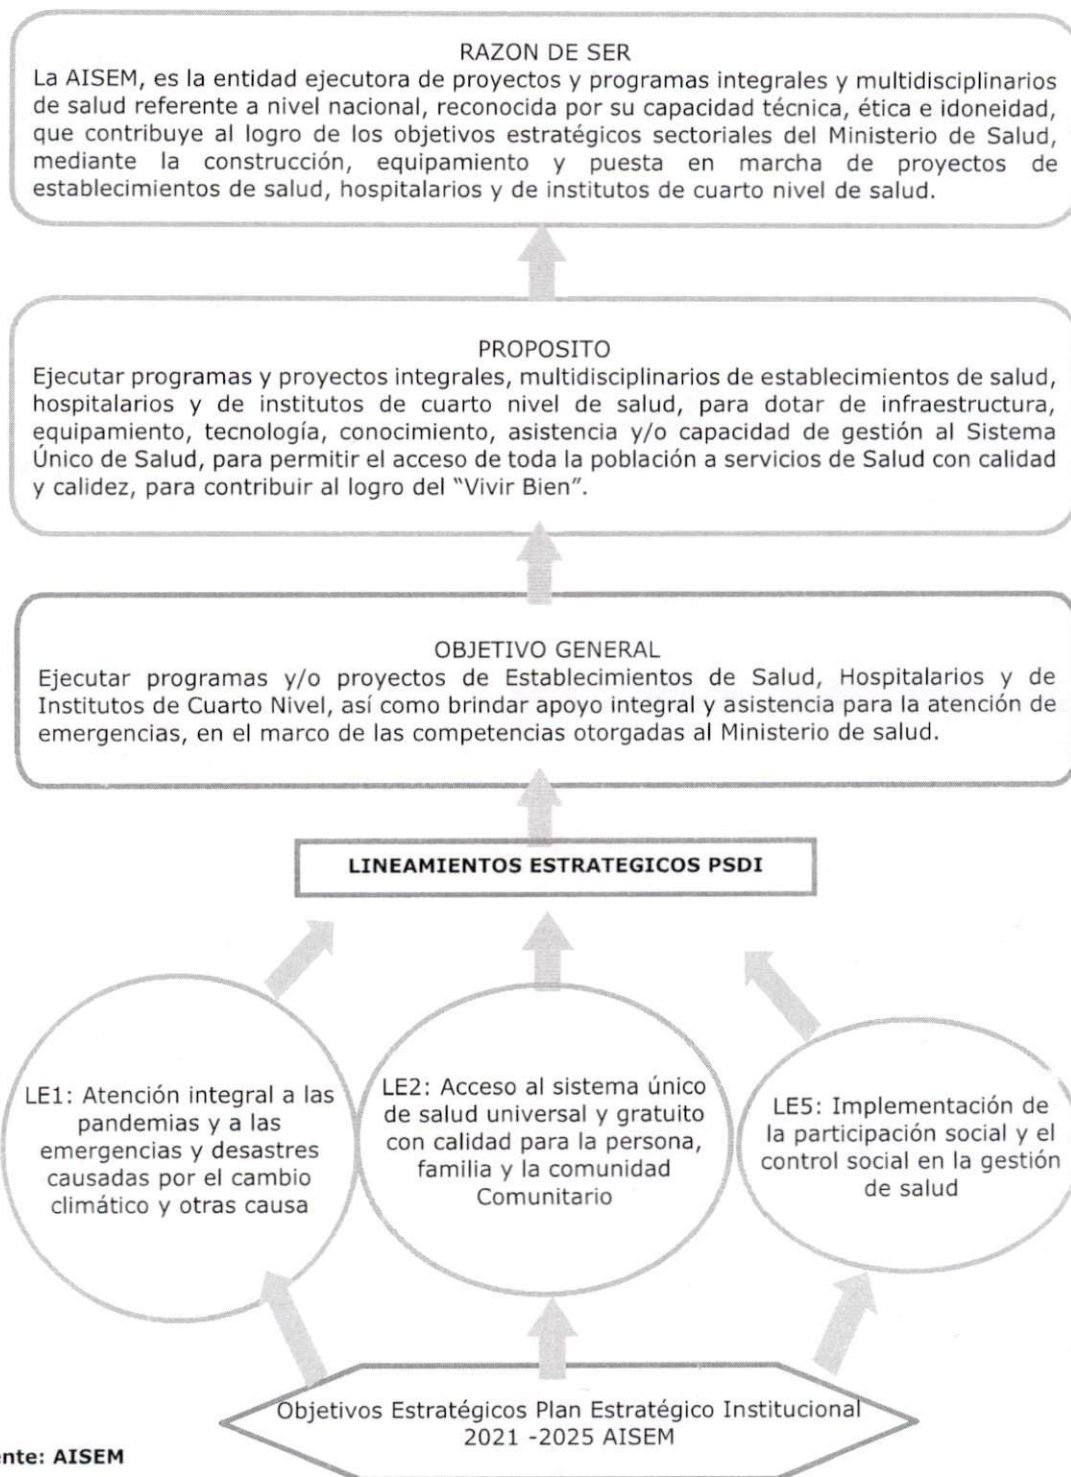 RAZON DE SER
La AISEM, es la entidad ejecutora de proyectos y programas integrales y multidisciplinarios
de salud referente a nivel nacional, reconocida por su capacidad técnica, ética e idoneidad,
que contribuye al logro de los objetivos estratégicos sectoriales del Ministerio de Salud,
mediante la construcción, equipamiento y puesta en marcha de proyectos de
establecimientos de salud, hospitalarios y de institutos de cuarto nivel de salud.
PROPOSITO
Ejecutar programas y proyectos integrales, multidisciplinarios de establecimientos de salud,
hospitalarios y de institutos de cuarto nivel de salud, para dotar de infraestructura,
equipamiento, tecnología, conocimiento, asistencia y/o capacidad de gestión al Sistema
Único de Salud, para permitir el acceso de toda la población a servicios de Salud con calidad
y calidez, para contribuir al logro del “Vivir Bien”.
OBJETIVO GENERAL
Ejecutar programas y/o proyectos de Establecimientos de Salud, Hospitalarios y de
Institutos de Cuarto Nivel, así como brindar apoyo integral y asistencia para la atención de
emergencias, en el marco de las competencias otorgadas al Ministerio de salud.
LINEAMIENTOS ESTRATEGICOS PSDI
LE1: Atención integral a las
pandemias y a las
emergencias y desastres
causadas por el cambio
climático y otras causa
LE2: Acceso al sistema único
de salud universal y gratuito
con calidad para la persona,
familia y la comunidad
Comunitario
LE5: Implementación de
la participación social y el
control social en la gestión
de salud
Objetivos Estratégicos Plan Estratégico Institucional
2021 -2025 AISEM
ente: AISEM